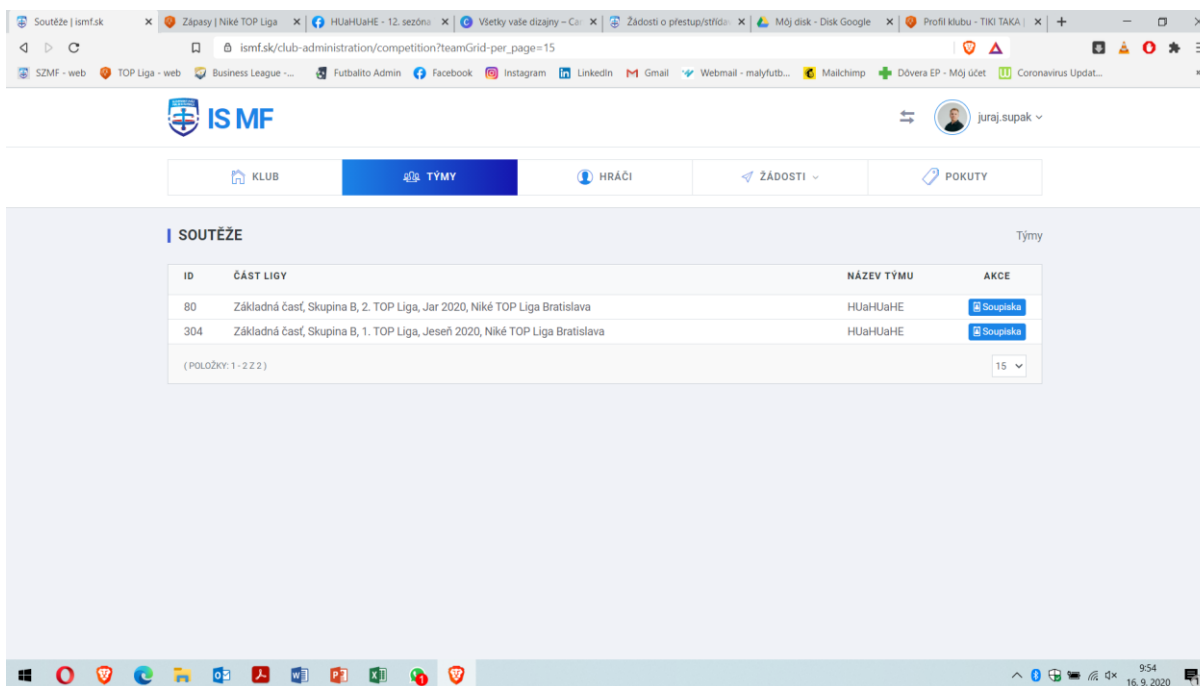 Soutěže | ismf.sk
Zápasy | Niké TOP Liga
HUaHUaHE - 12. sezóna
Všetky vaše dizajny – Ca
Žádosti o přestup/střída
Môj disk - Disk Google
Profil klubu - TIKI TAKA |
ismf.sk/club-administration/competition?teamGrid-per_page=15
SZMF - web TOP Liga - web Business League -... Futbalito Admin Facebook Instagram LinkedIn Gmail Webmail - malyfutb... Mailchimp Dôvera EP - Môj účet Coronavirus Updat...
IS MF
juraj.supak
KLUB TÝMY HRÁČI ŽÁDOSTI POKUTY
SOUTĚŽE
Týmy
ID ČÁST LIGY NÁZEV TÝMU AKCE
80 Základná časť, Skupina B, 2. TOP Liga, Jar 2020, Niké TOP Liga Bratislava HUaHUaHE Soupiska
304 Základná časť, Skupina B, 1. TOP Liga, Jeseň 2020, Niké TOP Liga Bratislava HUaHUaHE Soupiska
( POLOŽKY: 1 - 2 Z 2 ) 15
9:54
16. 9. 2020